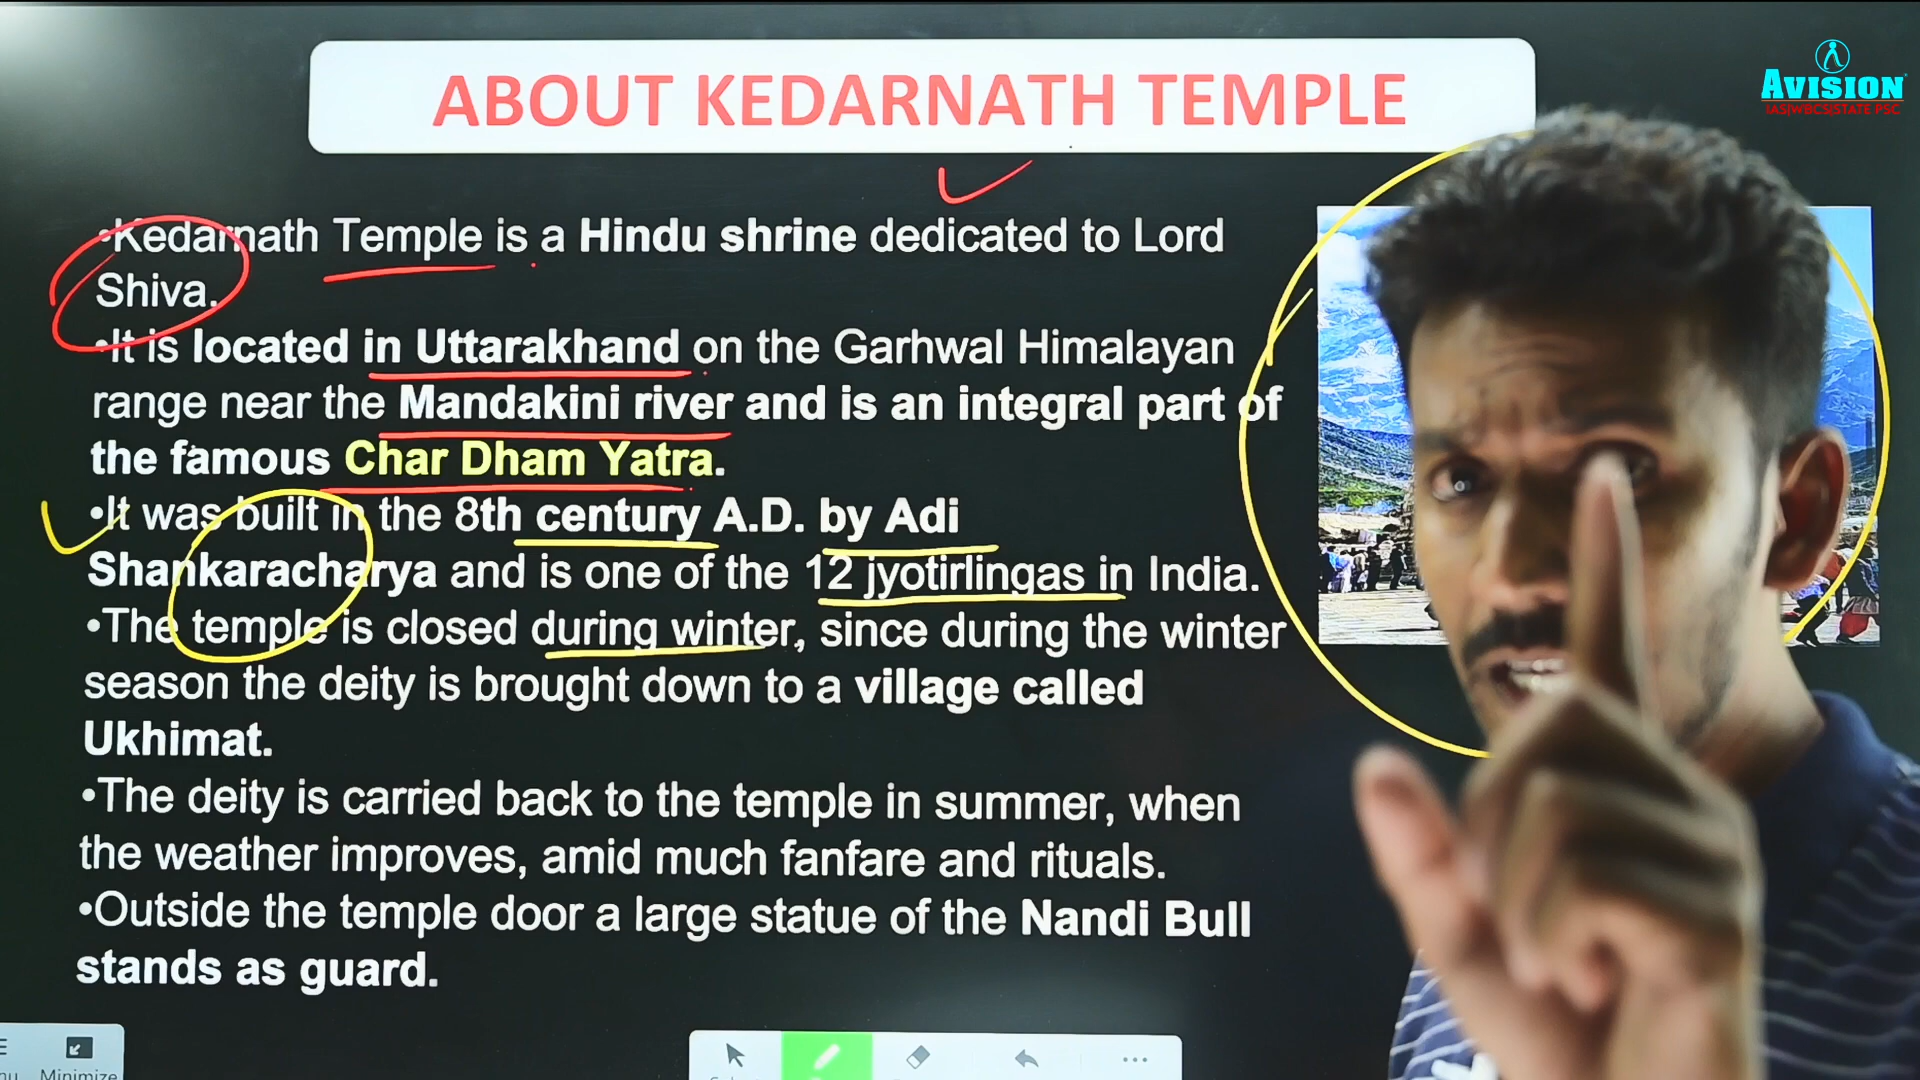 ABOUT KEDARNATH TEMPLE
AVISION
IAS|WBCS|STATE PSC
•Kedarnath Temple is a Hindu shrine dedicated to Lord
Shiva.
•It is located in Uttarakhand on the Garhwal Himalayan
range near the Mandakini river and is an integral part of
the famous Char Dham Yatra.
•It was built in the 8th century A.D. by Adi
Shankaracharya and is one of the 12 jyotirlingas in India.
•The temple is closed during winter, since during the winter
season the deity is brought down to a village called
Ukhimat.
•The deity is carried back to the temple in summer, when
the weather improves, amid much fanfare and rituals.
•Outside the temple door a large statue of the Nandi Bull
stands as guard.
Minimize